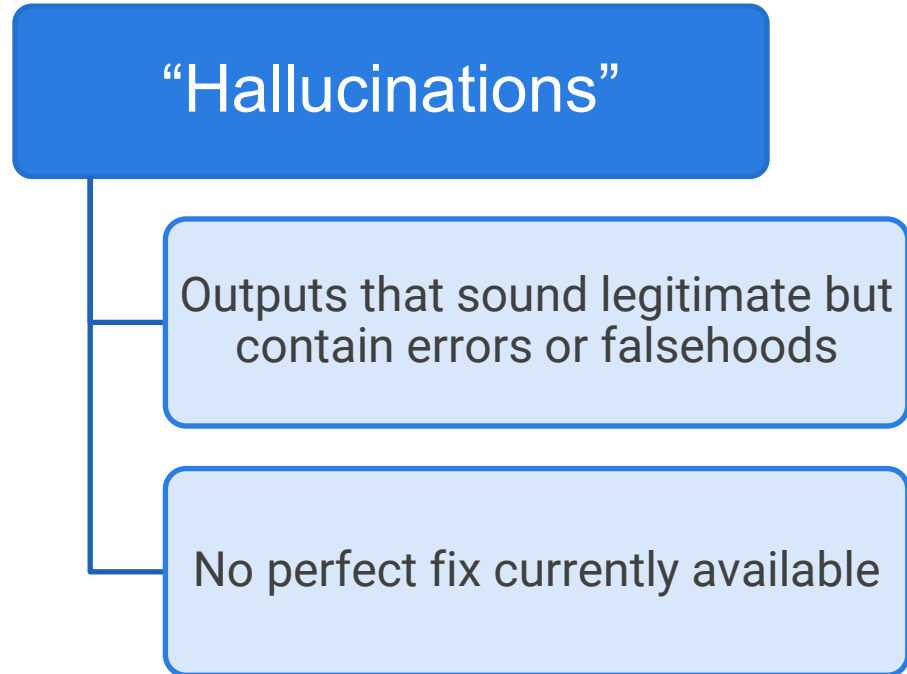 “Hallucinations”
Outputs that sound legitimate but
contain errors or falsehoods
No perfect fix currently available